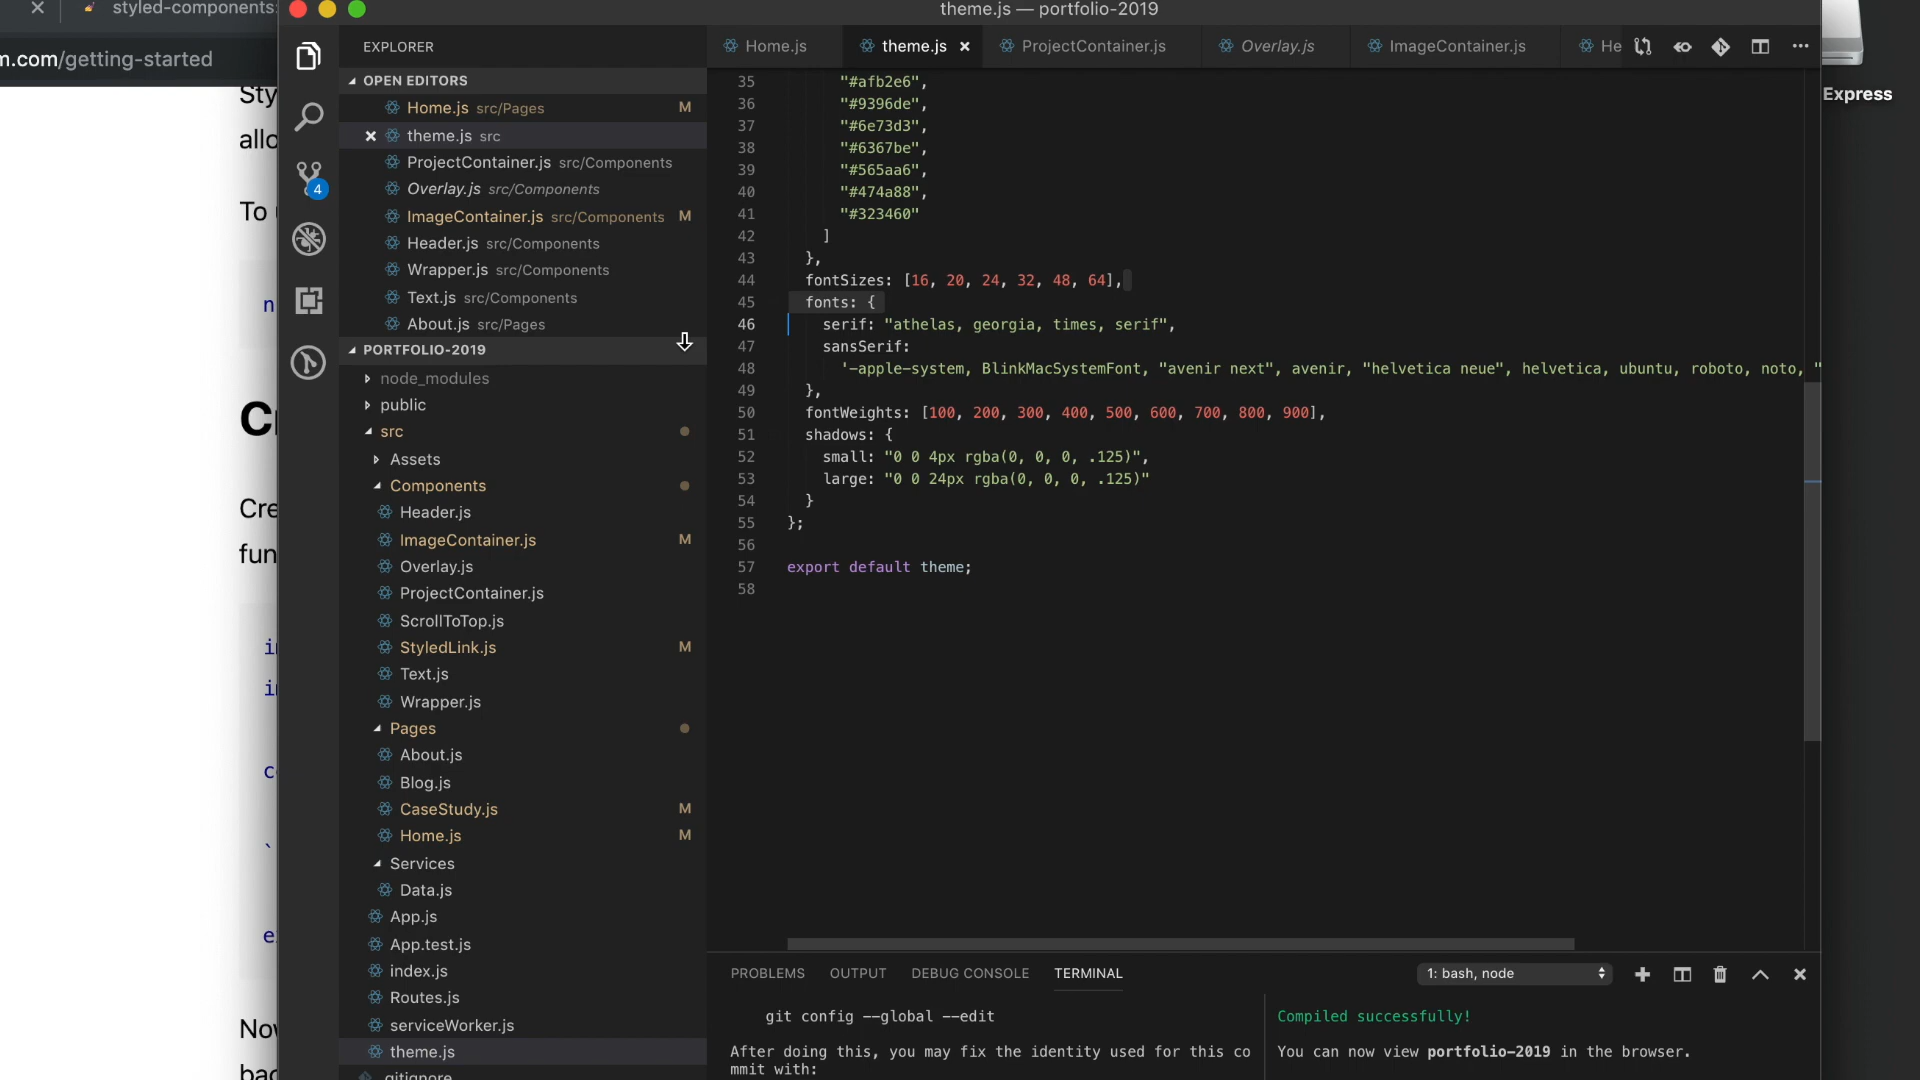 styled-components:
theme.js — portfolio-2019
m.com/getting-started
EXPLORER
OPEN EDITORS
Home.js src/Pages M
theme.js src
ProjectContainer.js src/Components
Overlay.js src/Components
ImageContainer.js src/Components M
Header.js src/Components
Wrapper.js src/Components
Text.js src/Components
About.js src/Pages
PORTFOLIO-2019
node_modules
public
src
Assets
Components
Header.js
ImageContainer.js M
Overlay.js
ProjectContainer.js
ScrollToTop.js
StyledLink.js M
Text.js
Wrapper.js
Pages
About.js
Blog.js
CaseStudy.js M
Home.js M
Services
Data.js
App.js
App.test.js
index.js
Routes.js
serviceWorker.js
theme.js
.gitignore
4
Sty
allo
To
n
Cre
fun
Nov
bac
Home.js theme.js ProjectContainer.js Overlay.js ImageContainer.js He
35 "#afb2e6",
36 "#9396de",
37 "#6e73d3",
38 "#6367be",
39 "#565aa6",
40 "#474a88",
41 "#323460"
42 ]
43 },
44 fontSizes: [16, 20, 24, 32, 48, 64],
45 fonts: {
46 serif: "athelas, georgia, times, serif",
47 sansSerif:
48 '-apple-system, BlinkMacSystemFont, "avenir next", avenir, "helvetica neue", helvetica, ubuntu, roboto, noto, "
49 },
50 fontWeights: [100, 200, 300, 400, 500, 600, 700, 800, 900],
51 shadows: {
52 small: "0 0 4px rgba(0, 0, 0, .125)",
53 large: "0 0 24px rgba(0, 0, 0, .125)"
54 }
55 };
56
57 export default theme;
58
PROBLEMS OUTPUT DEBUG CONSOLE TERMINAL 1: bash, node
git config --global --edit
After doing this, you may fix the identity used for this co
mmit with:
Compiled successfully!
You can now view portfolio-2019 in the browser.
Express